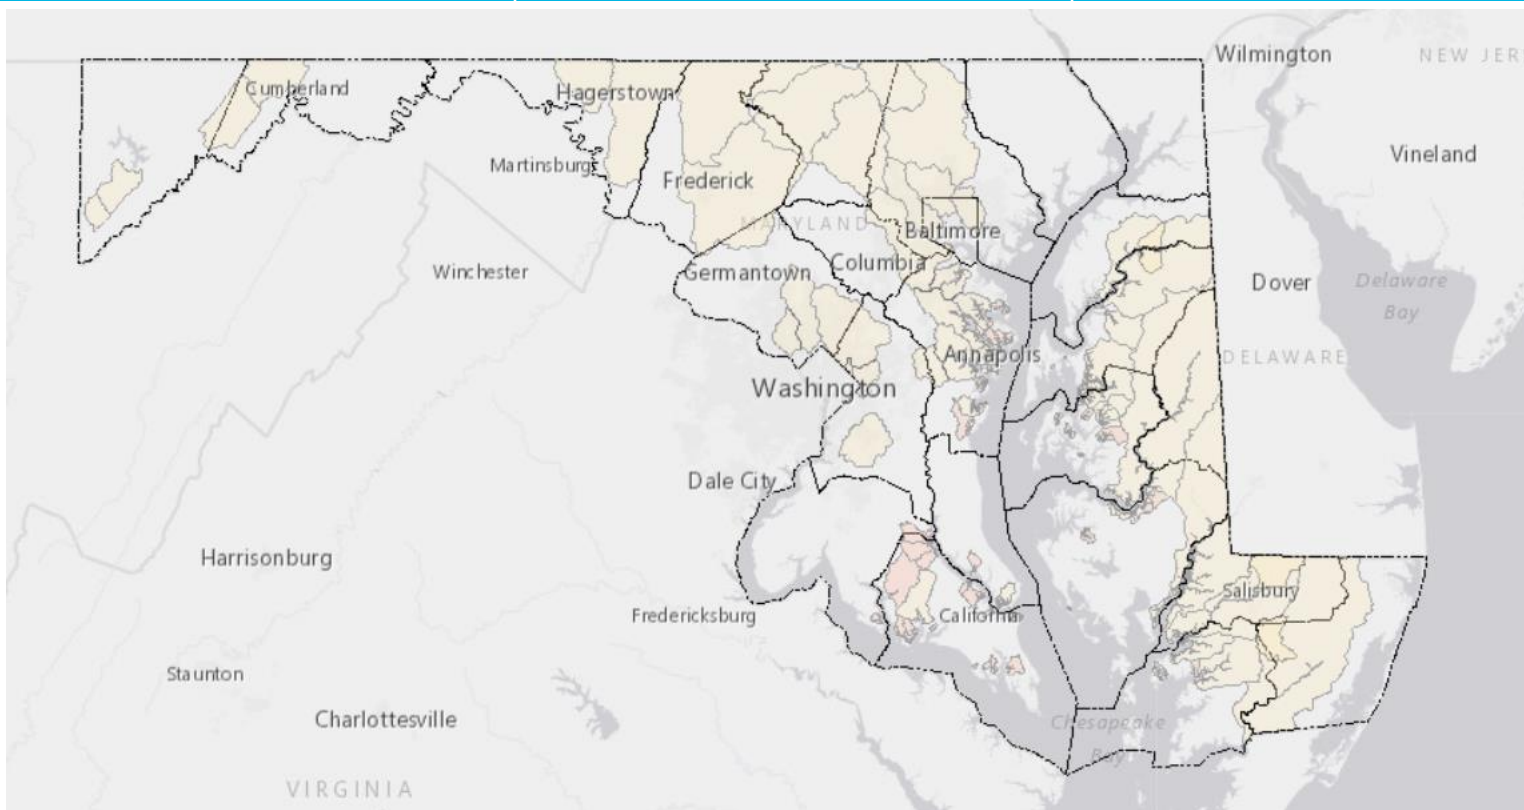 Wilmington
NEW JER
Cumberland
Hagerstown
Vineland
Martinsburg
Frederick
MARYLAND
Baltimore
Columbia
Winchester
Germantown
Dover
Delaware
Bay
Annapolis
DELAWARE
Washington
Dale City
Harrisonburg
Salisbury
Fredericksburg
California
Staunton
Charlottesville
Chesapeake
Bay
VIRGINIA